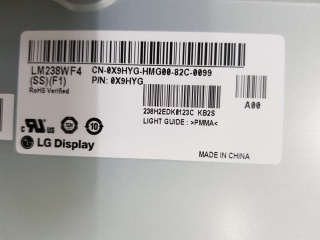 LM238WF4
(SS)(F1)
RoHS Verified
CN-0X9HYG-HMG00-82C-0099
P/N: 0X9HYG
238H2EDK0123C KB2S
LIGHT GUIDE : >PMMA<
A00
LG Display
MADE IN CHINA